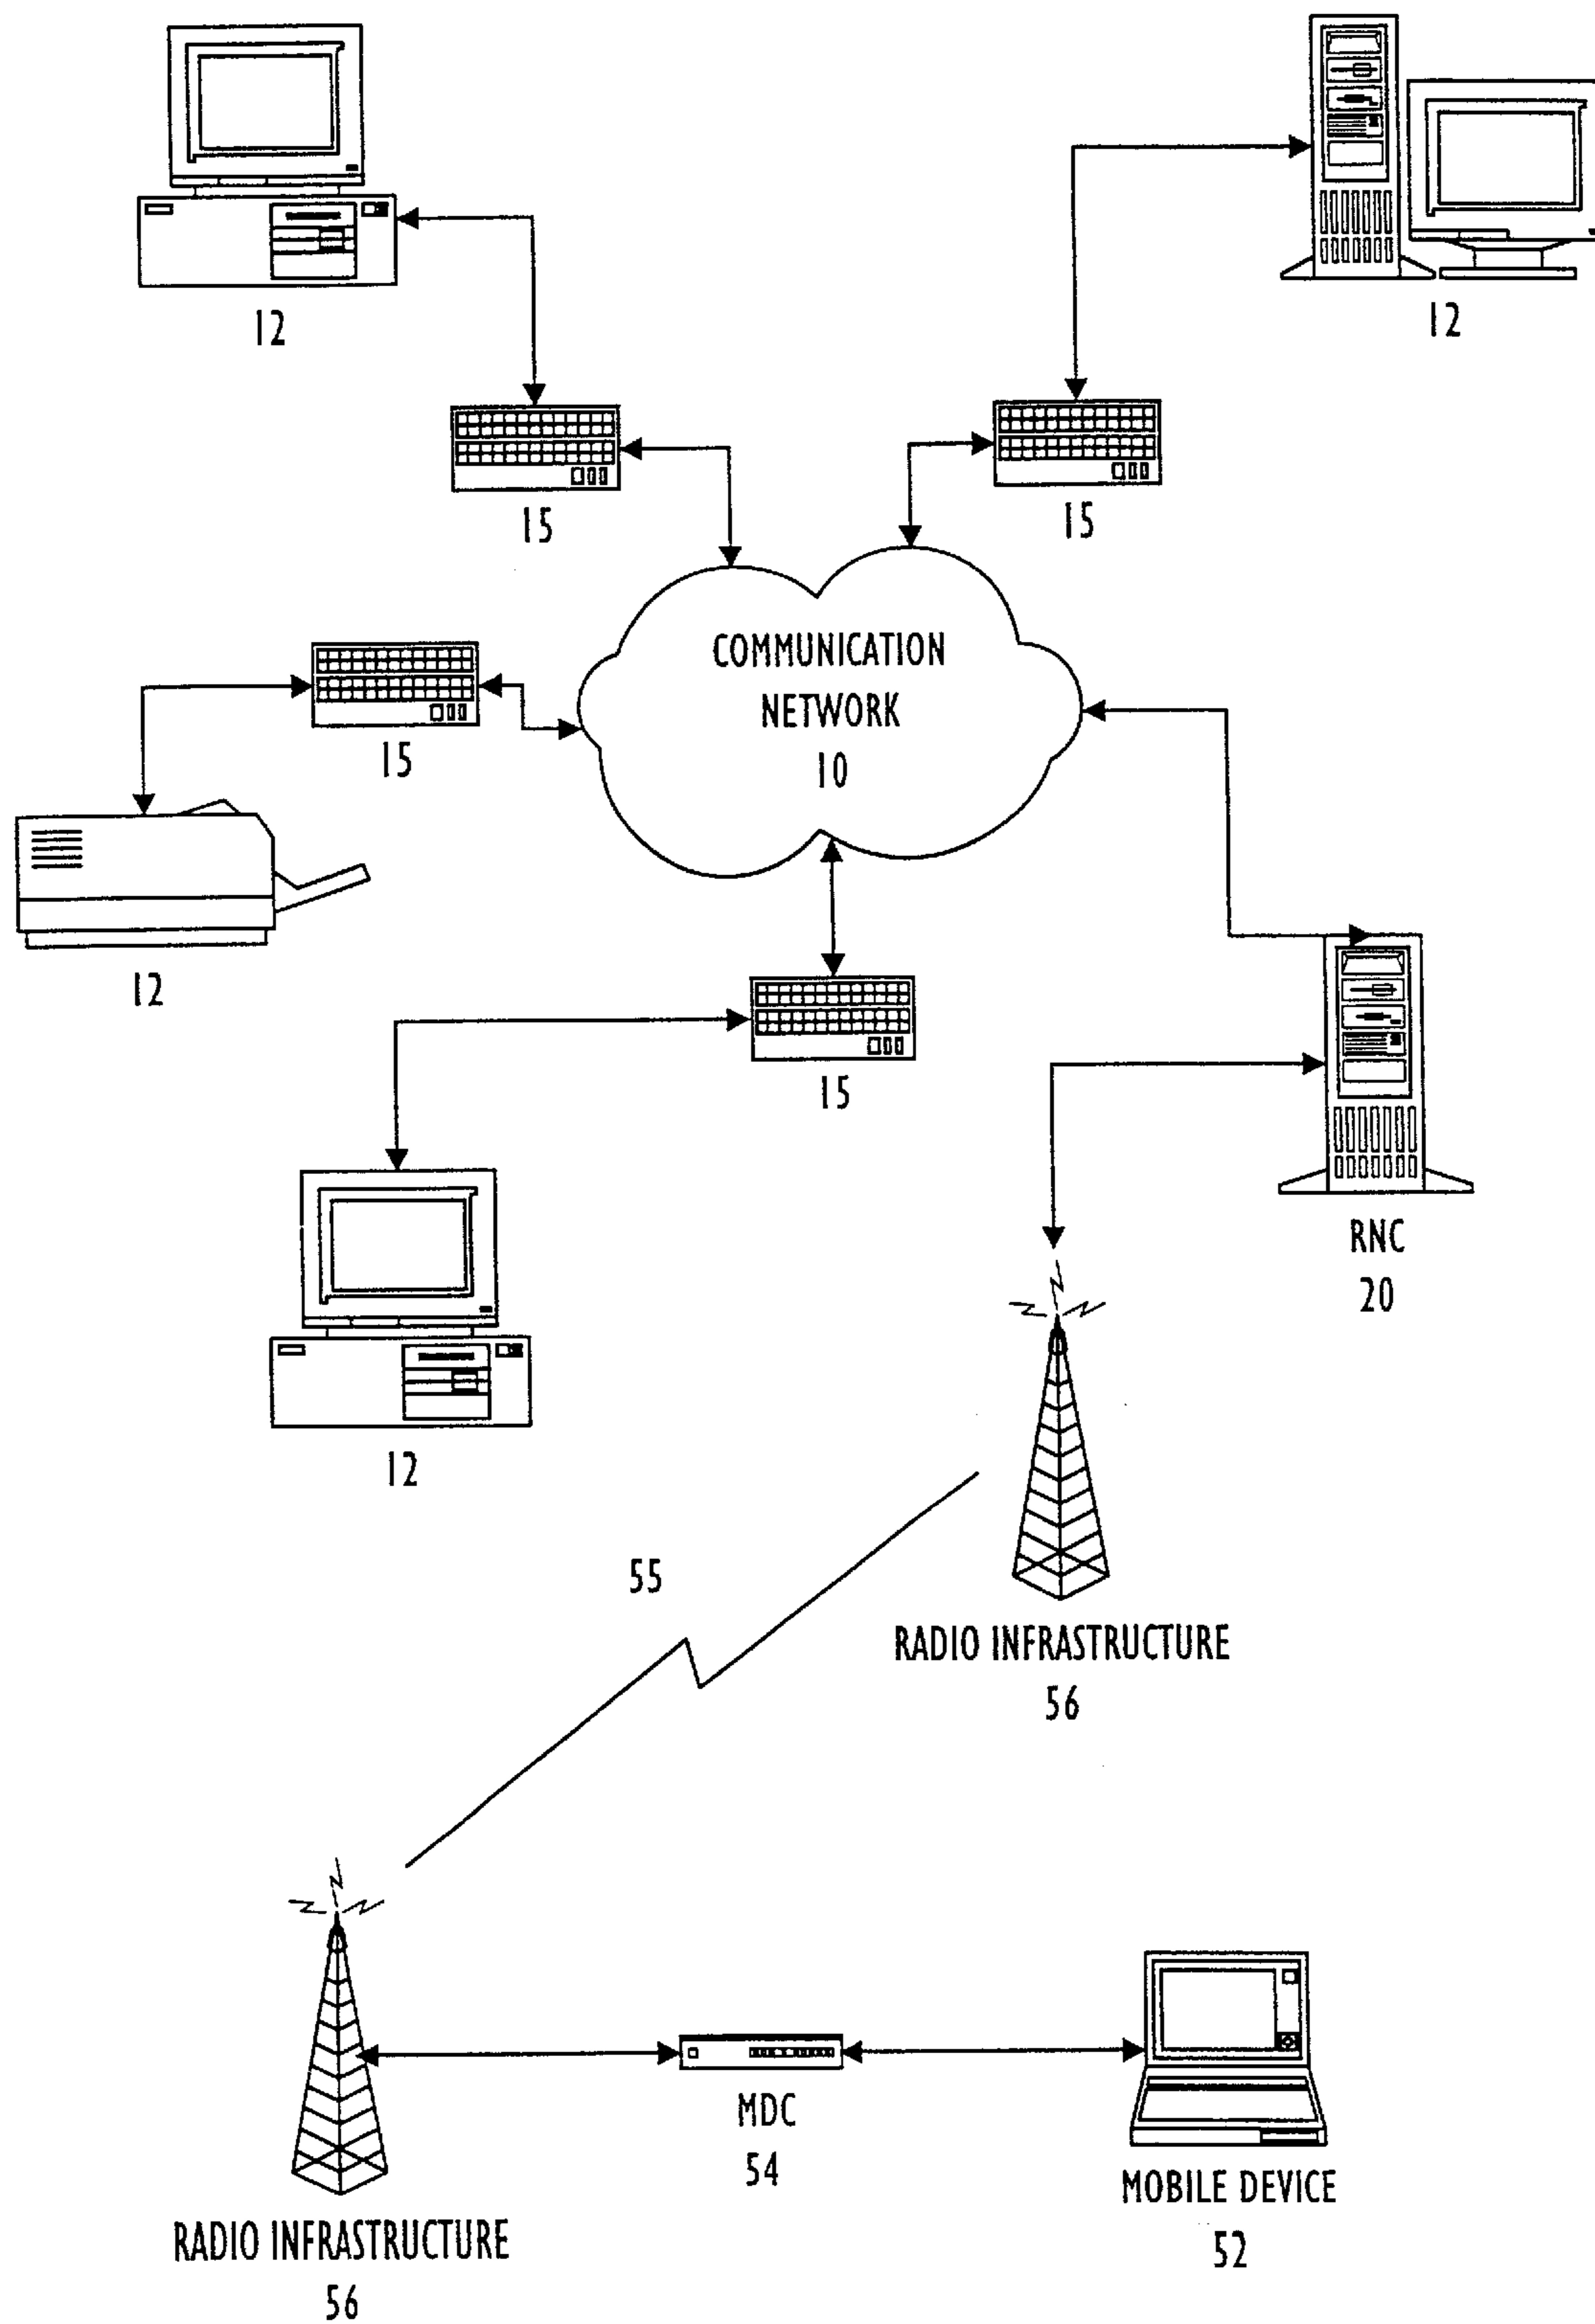 12
12
15
15
COMMUNICATION
NETWORK
10
15
12
15
RNC
20
12
55
RADIO INFRASTRUCTURE
56
MDC
54
MOBILE DEVICE
52
RADIO INFRASTRUCTURE
56